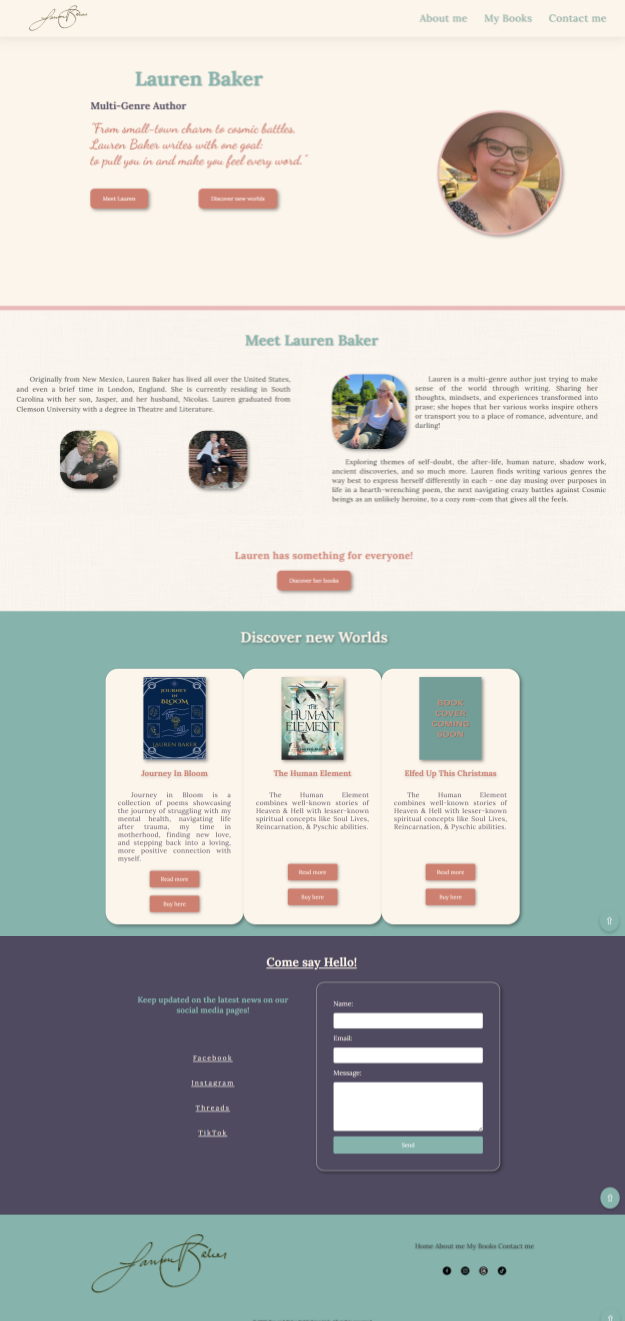 Lauren Baker
About me My Books Contact me
Lauren Baker
Multi-Genre Author
"From small-town charm to cosmic battles,
Lauren Baker writes with one goal:
to pull you in and make you feel every word."
Meet Lauren
Discover new worlds
Meet Lauren Baker
Originally from New Mexico, Lauren Baker has lived all over the United States,
and even a brief time in London, England. She is currently residing in South
Carolina with her son, Jasper, and her husband, Nicolas. Lauren graduated from
Clemson University with a degree in Theatre and Literature.
Lauren is a multi-genre author just trying to make
sense of the world through writing. Sharing her
thoughts, mindsets, and experiences transformed into
prase; she hopes that her various works inspire others
or transport you to a place of romance, adventure, and
darling!
Exploring themes of self-doubt, the after-life, human nature, shadow work,
ancient discoveries, and so much more. Lauren finds writing various genres the
way best to express herself differently in each - one day musing over purposes in
life in a hearth-wrenching poem, the next navigating crazy battles against Cosmic
beings as an unlikely heroine, to a cozy rom-com that gives all the feels.
Lauren has something for everyone!
Discover her books
Discover new Worlds
JOURNEY
IN
BLOOM
LAUREN BAKER
Journey In Bloom
Journey in Bloom is a
collection of poems showcasing
the journey of struggling with my
mental health, navigating life
after trauma, my time in
motherhood, finding new love,
and stepping back into a loving,
more positive connection with
myself.
Read more
Buy here
THE
HUMAN
ELEMENT
The Human Element
The Human Element
combines well-known stories of
Heaven & Hell with lesser-known
spiritual concepts like Soul Lives,
Reincarnation, & Pyschic abilities.
Read more
Buy here
BOOK
COVER
COMING
SOON
Elfed Up This Christmas
The Human Element
combines well-known stories of
Heaven & Hell with lesser-known
spiritual concepts like Soul Lives,
Reincarnation, & Pyschic abilities.
Read more
Buy here
Come say Hello!
Keep updated on the latest news on our
social media pages!
Facebook
Instagram
Threads
TikTok
Name:
Email:
Message:
Send
Lauren Baker
Home About me My Books Contact me